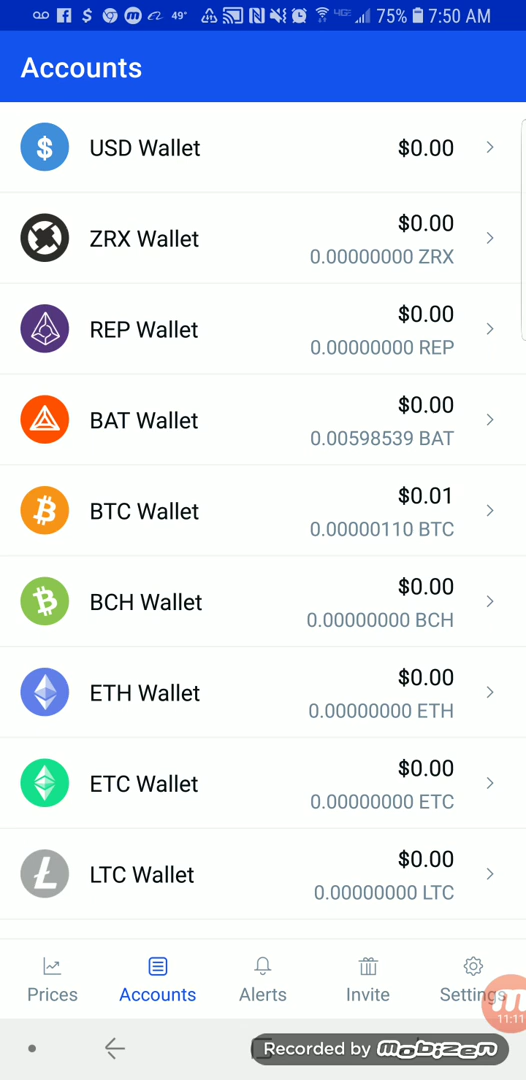 49° 4G 75% 7:50 AM
Accounts
USD Wallet $0.00
ZRX Wallet $0.00
0.00000000 ZRX
REP Wallet $0.00
0.00000000 REP
BAT Wallet $0.00
0.00598539 BAT
BTC Wallet $0.01
0.00000110 BTC
BCH Wallet $0.00
0.00000000 BCH
ETH Wallet $0.00
0.00000000 ETH
ETC Wallet $0.00
0.00000000 ETC
LTC Wallet $0.00
0.00000000 LTC
Prices Accounts Alerts Invite Settings
11:11
Recorded by mobizen